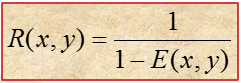 R(x, y) = 1 / (1 − E(x, y))